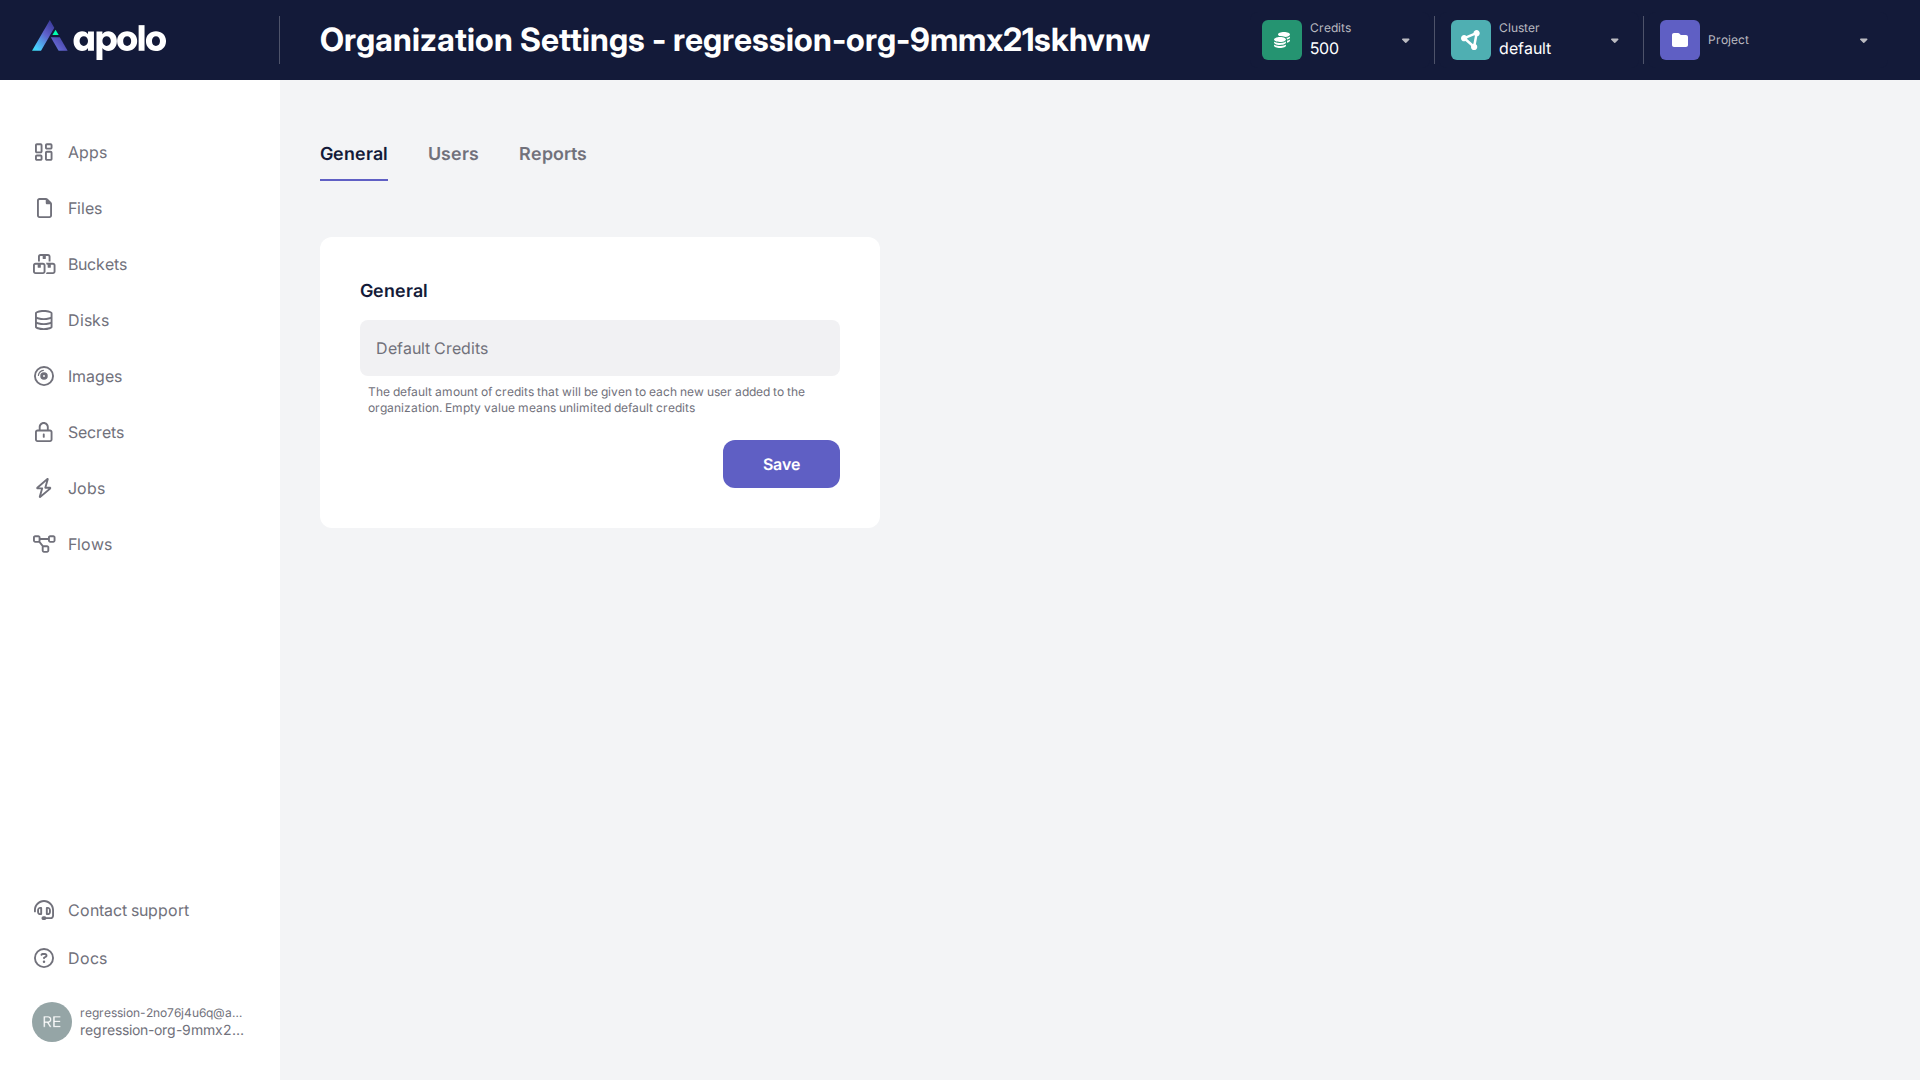 apolo
Organization Settings - regression-org-9mmx21skhvnw
Credits
500
Cluster
default
Project
Apps
Files
Buckets
Disks
Images
Secrets
Jobs
Flows
Contact support
Docs
RE
regression-2no76j4u6q@a...
regression-org-9mmx2...
General
Users
Reports
General
Default Credits
The default amount of credits that will be given to each new user added to the
organization. Empty value means unlimited default credits
Save